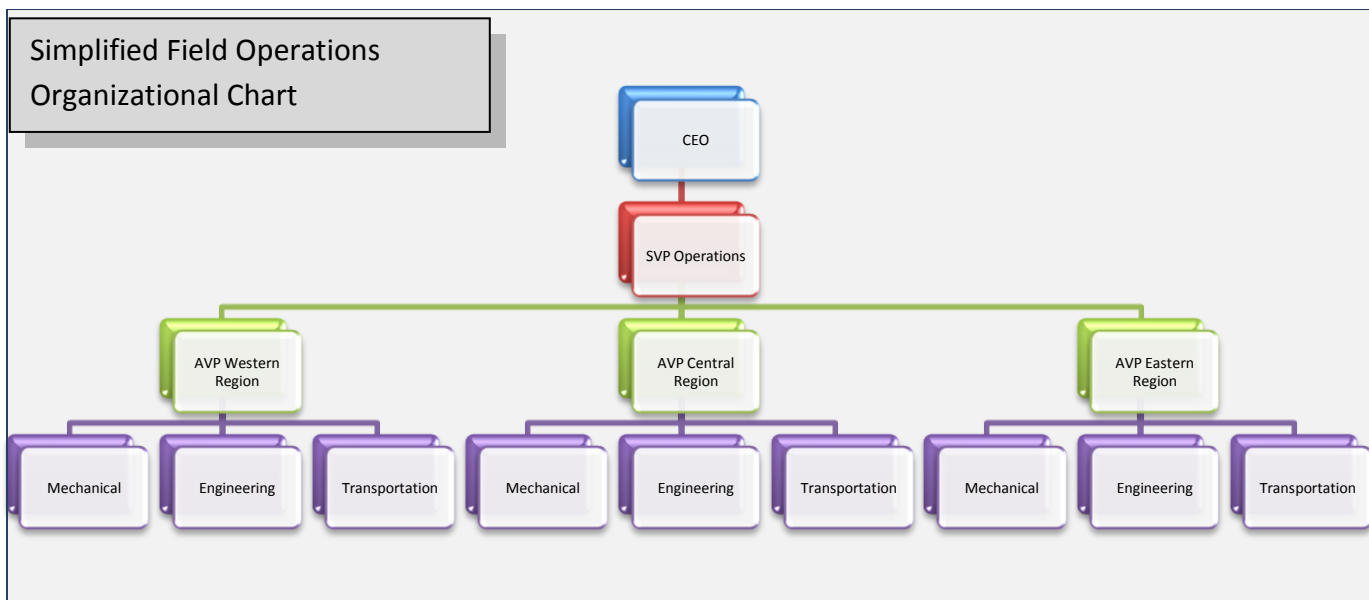 Simplified Field Operations
Organizational Chart
CEO
SVP Operations
AVP Western
Region
AVP Central
Region
AVP Eastern
Region
Mechanical
Engineering
Transportation
Mechanical
Engineering
Transportation
Mechanical
Engineering
Transportation